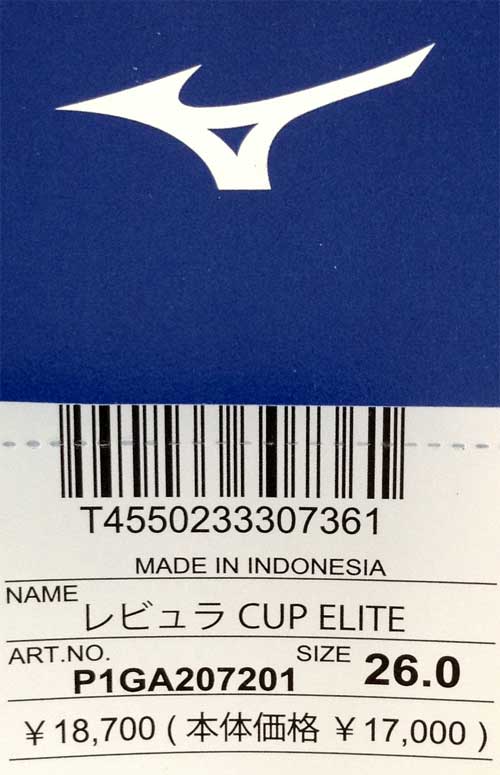 T4550233307361
MADE IN INDONESIA
NAME
レビュラ CUP ELITE
ART.NO. SIZE
P1GA207201 26.0
￥18,700 ( 本体価格 ￥17,000 )